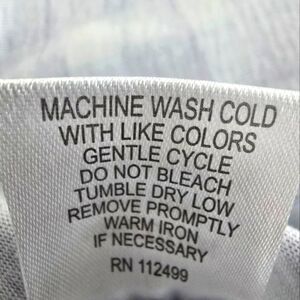 MACHINE WASH COLD
WITH LIKE COLORS
GENTLE CYCLE
DO NOT BLEACH
TUMBLE DRY LOW
REMOVE PROMPTLY
WARM IRON
IF NECESSARY
RN 112499